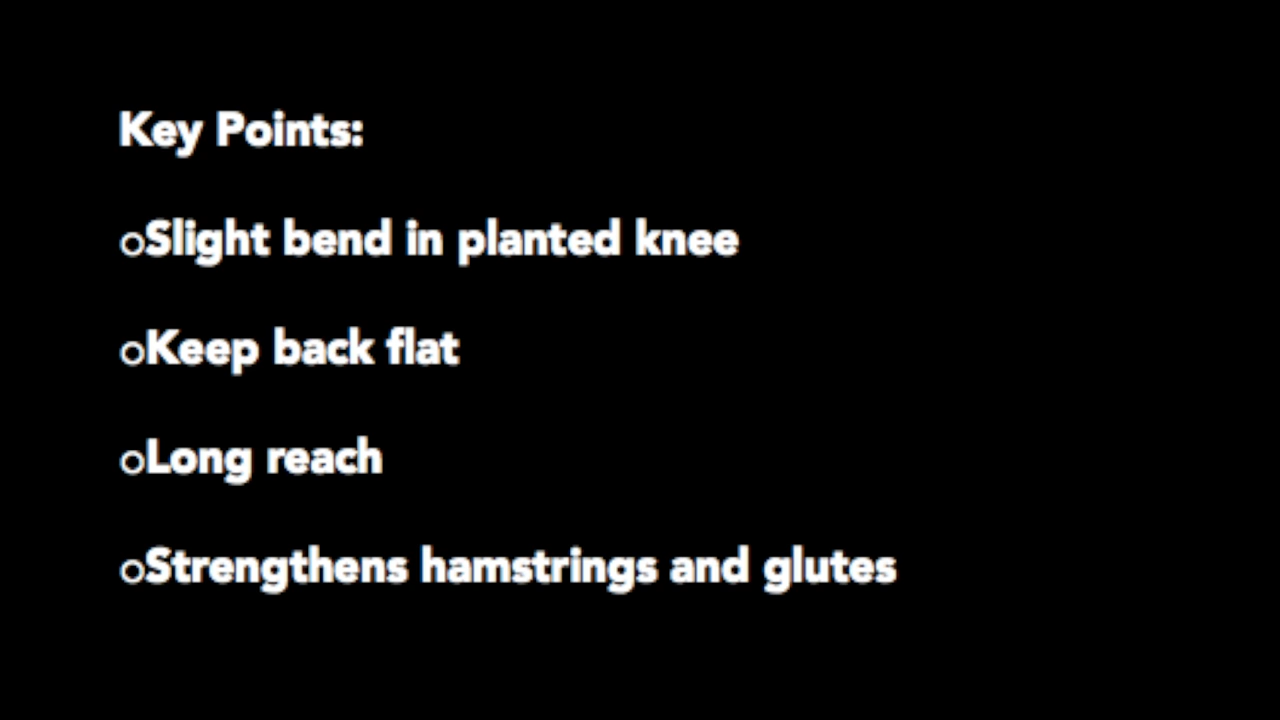 Key Points:
oSlight bend in planted knee
oKeep back flat
oLong reach
oStrengthens hamstrings and glutes